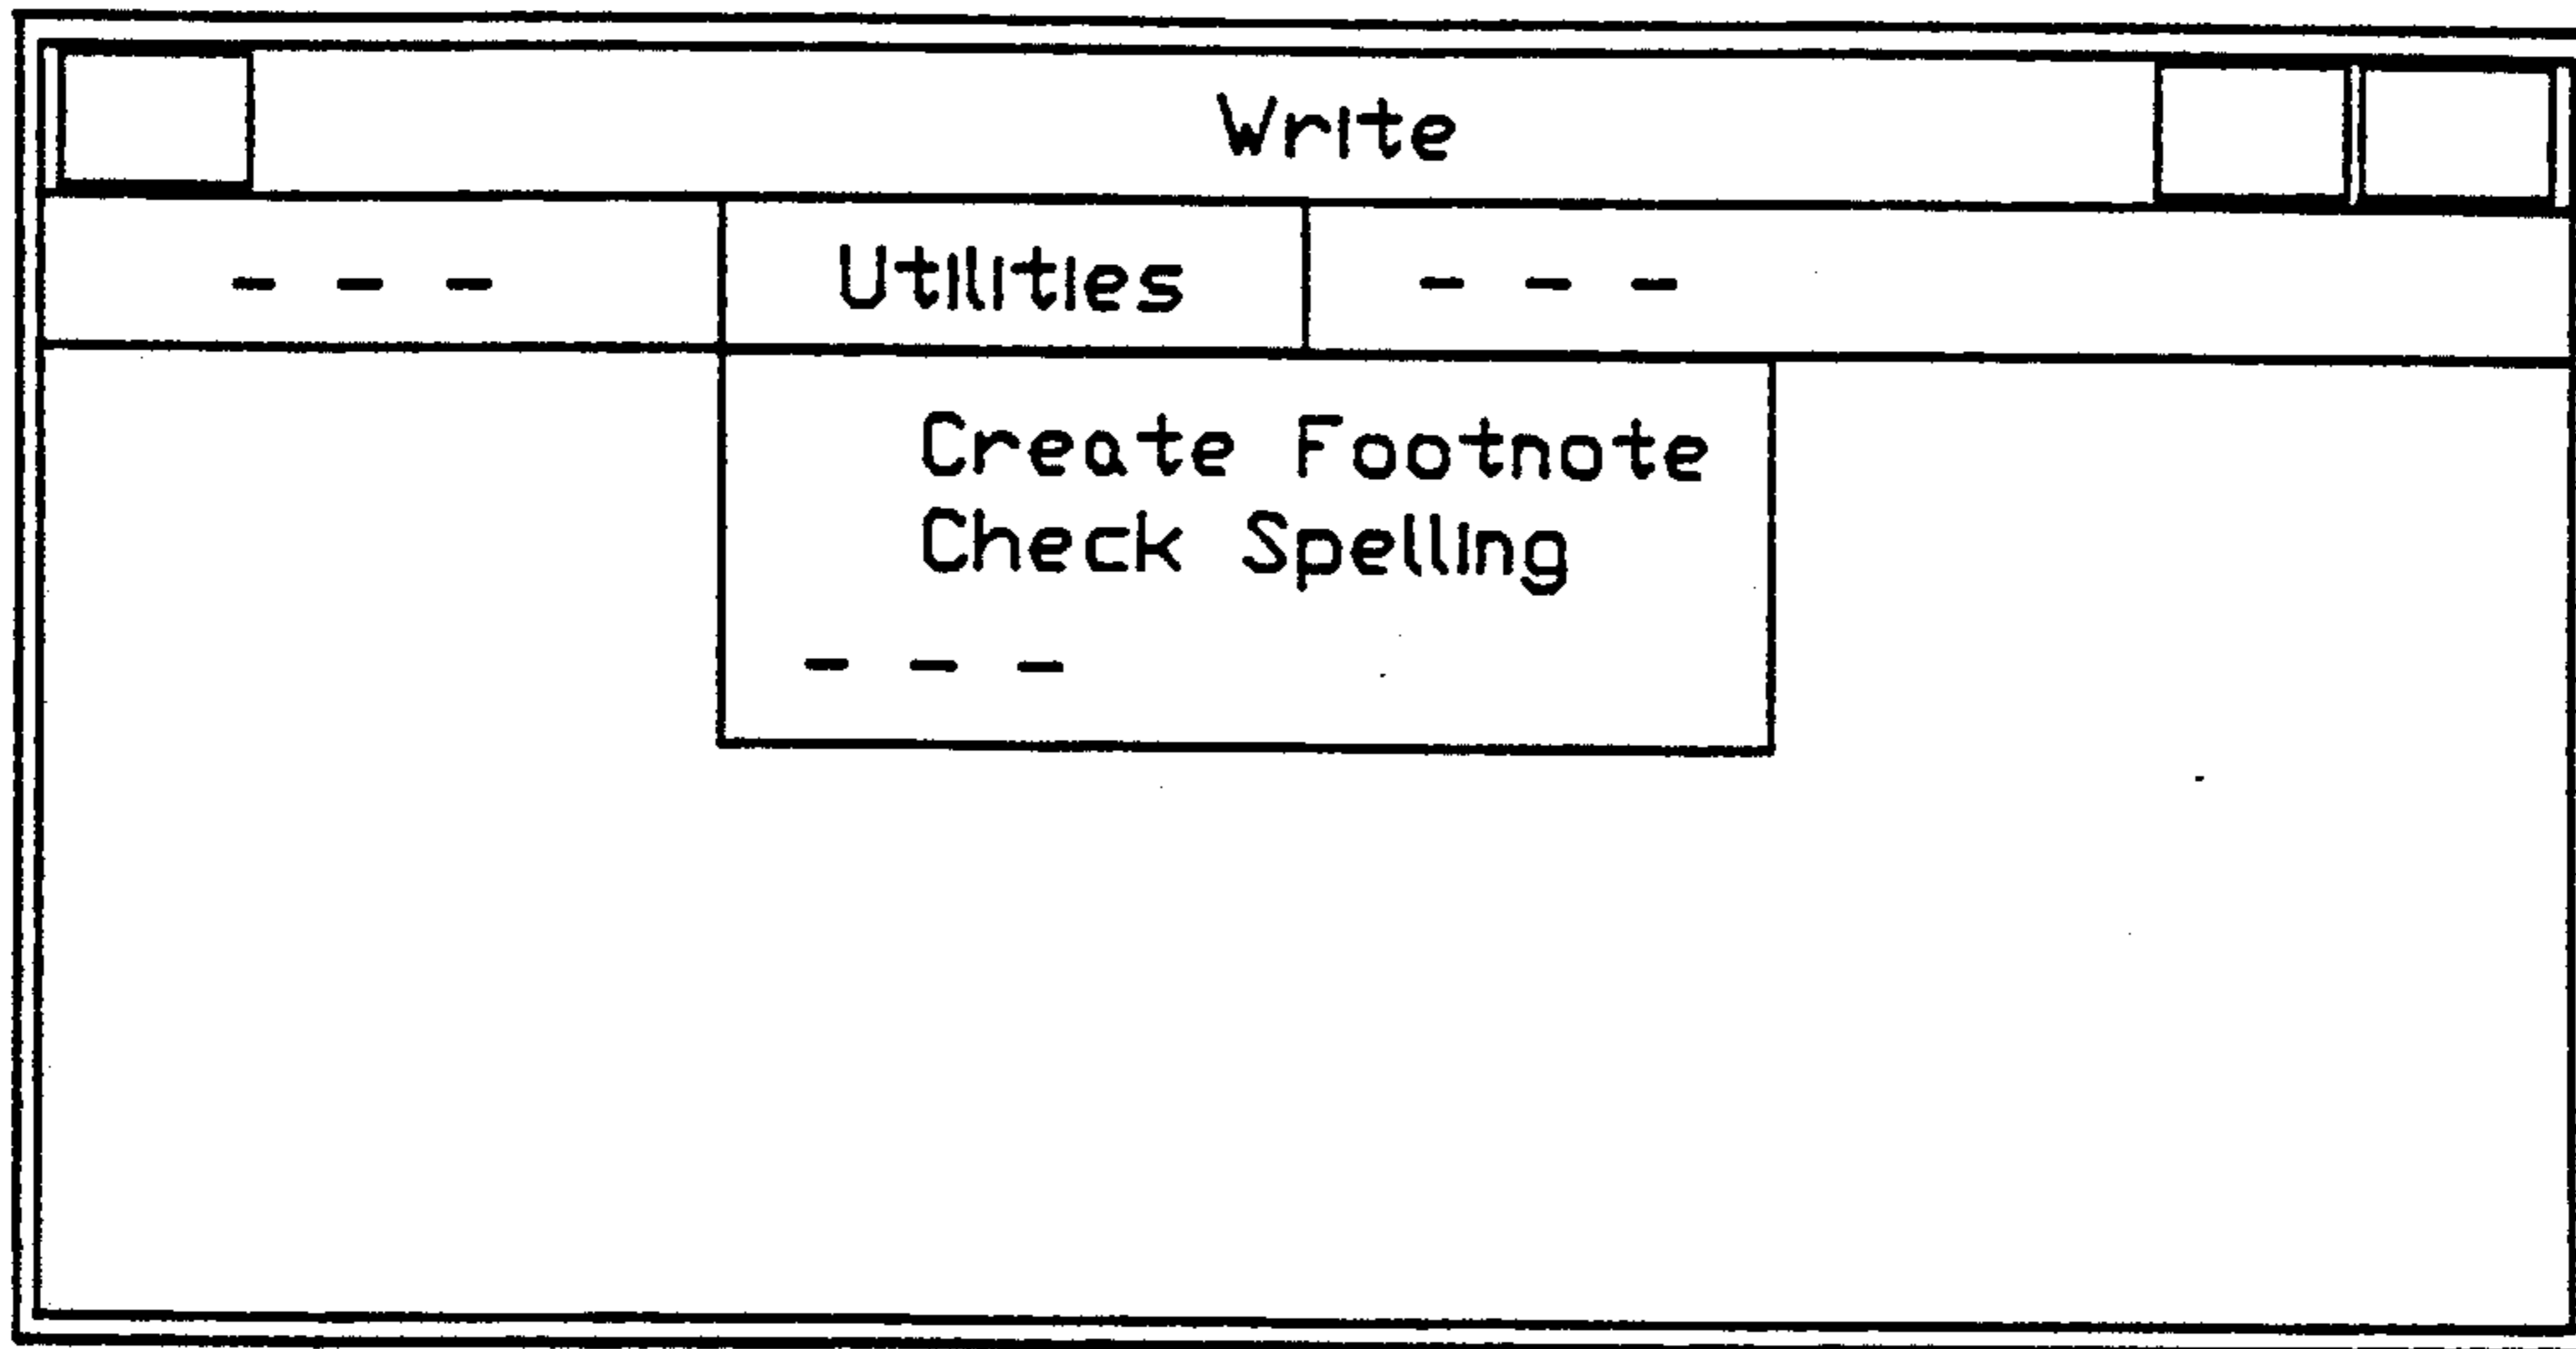 Write
- - - Utilities - - -
Create Footnote
Check Spelling
- - -